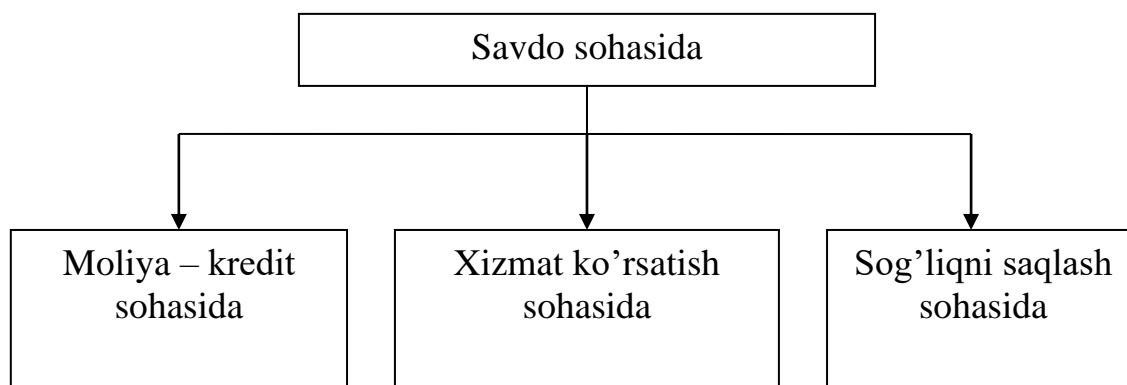 Savdo sohasida
Moliya – kredit
sohasida
Xizmat ko’rsatish
sohasida
Sog’liqni saqlash
sohasida